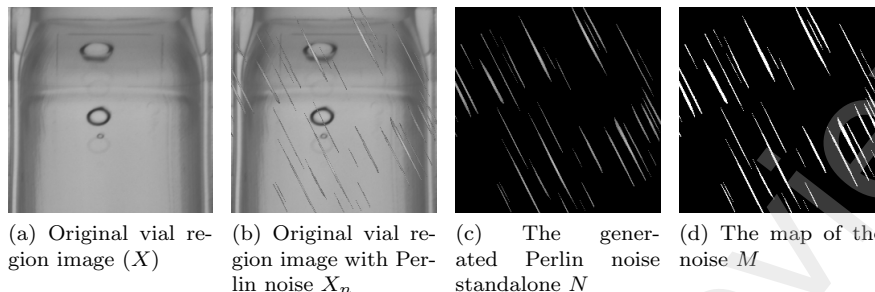 (a) Original vial re-
gion image (X)
(b) Original vial re-
gion image with Per-
lin noise Xn
(c) The gener-
ated Perlin noise
standalone N
(d) The map of the
noise M